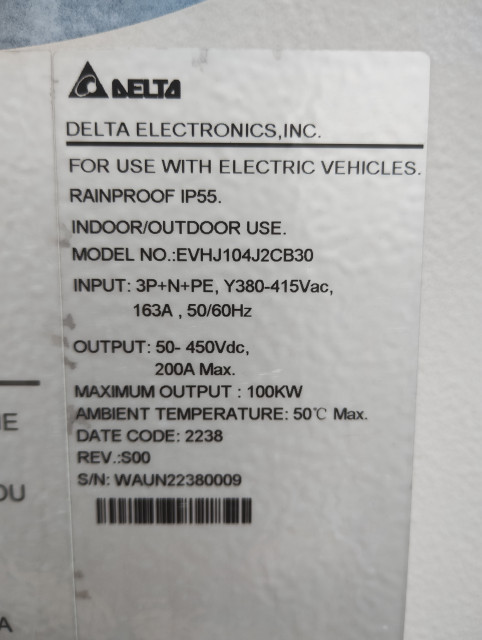 DELTA
DELTA ELECTRONICS,INC.
FOR USE WITH ELECTRIC VEHICLES.
RAINPROOF IP55.
INDOOR/OUTDOOR USE.
MODEL NO.:EVHJ104J2CB30
INPUT: 3P+N+PE, Y380-415Vac,
163A , 50/60Hz
OUTPUT: 50- 450Vdc,
200A Max.
MAXIMUM OUTPUT : 100KW
AMBIENT TEMPERATURE: 50℃ Max.
DATE CODE: 2238
REV.:S00
S/N: WAUN22380009